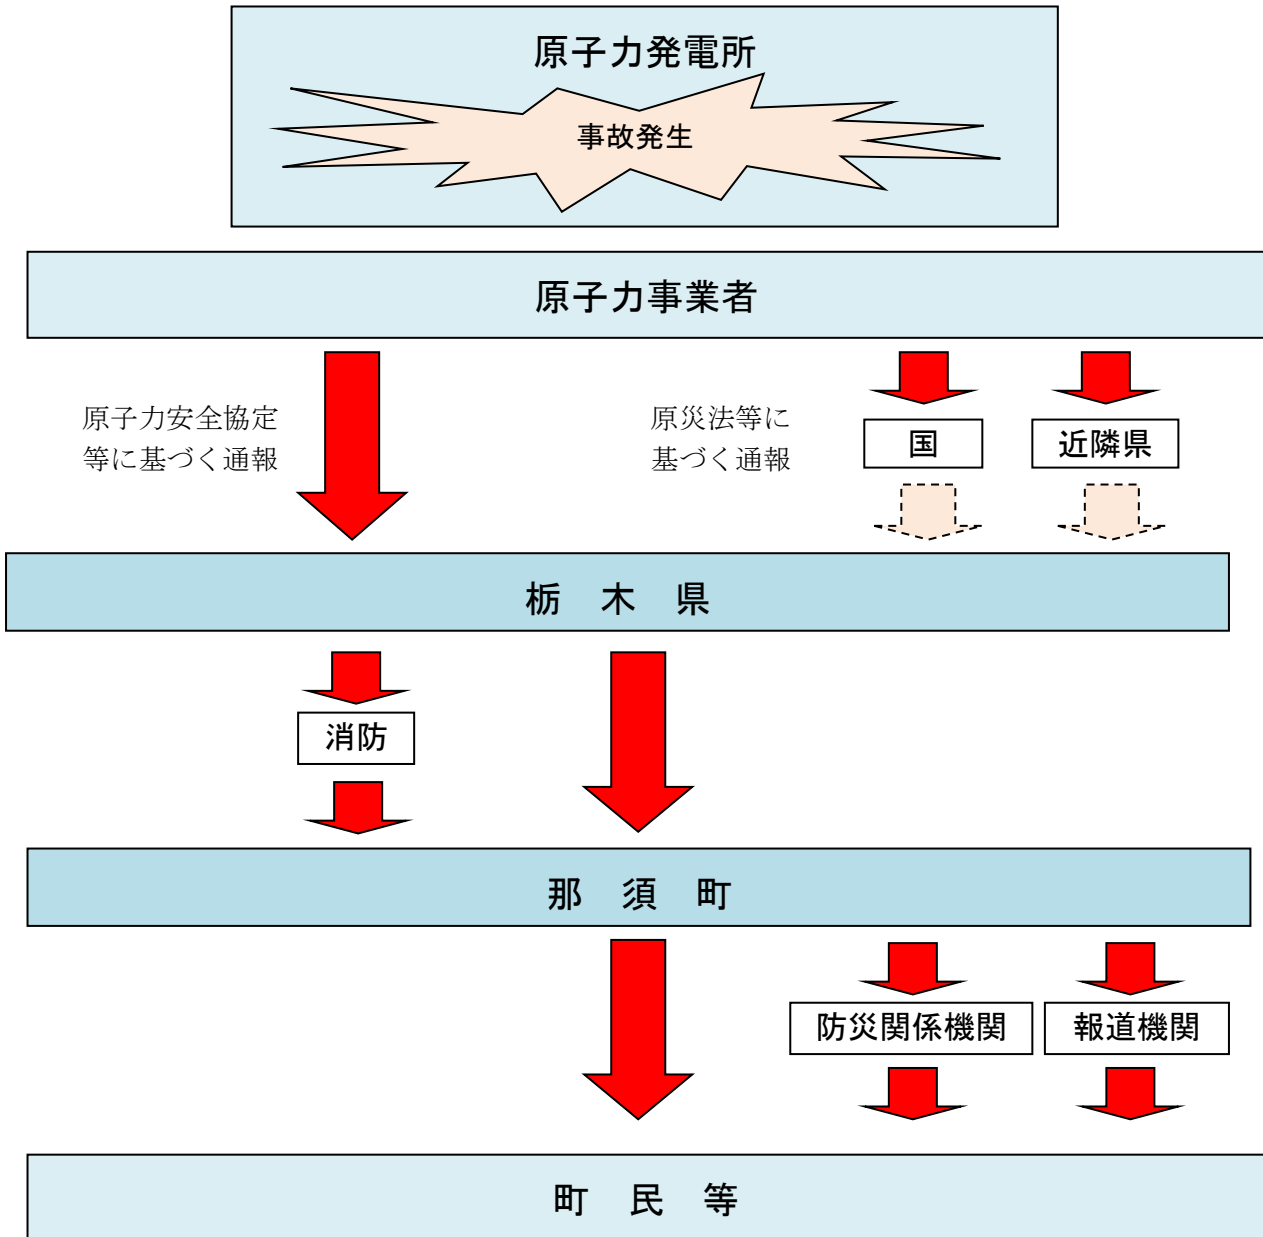 原子力発電所
事故発生
原子力事業者
原子力安全協定
等に基づく通報
原災法等に
基づく通報
国
近隣県
栃　木　県
消防
那　須　町
防災関係機関
報道機関
町　民　等